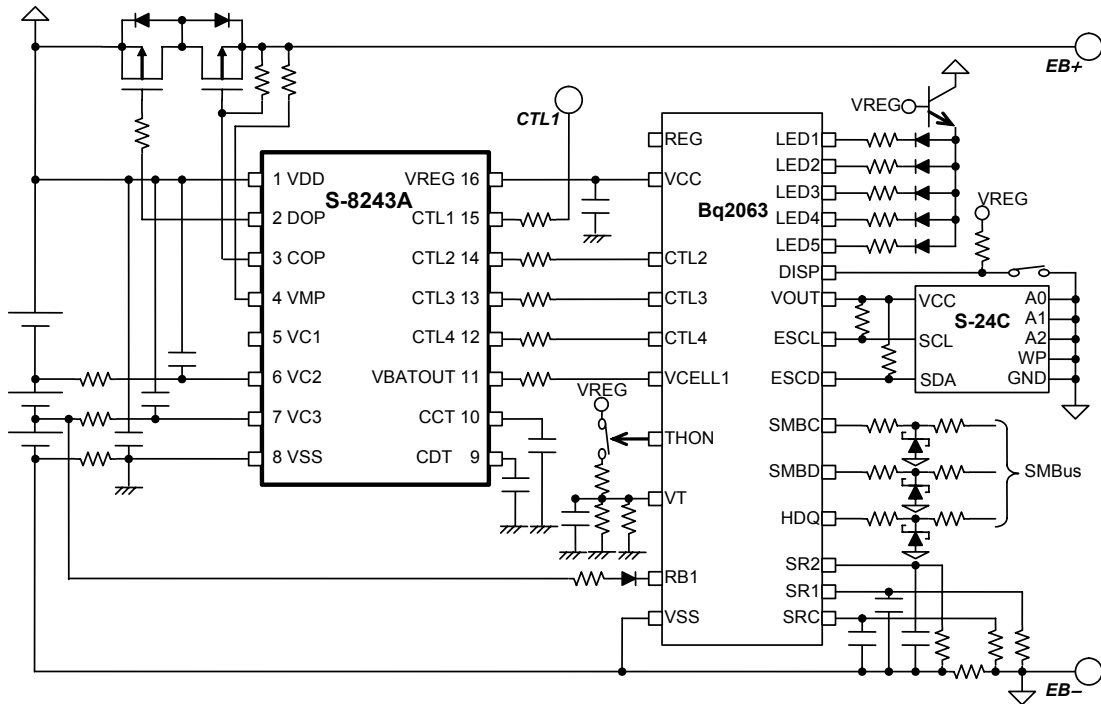 EB+
VREG
CTL1
S-8243A
1 VDD
2 DOP
3 COP
4 VMP
5 VC1
6 VC2
7 VC3
8 VSS
VREG 16
CTL1 15
CTL2 14
CTL3 13
CTL4 12
VBATOUT 11
CCT 10
CDT 9
Bq2063
REG
VCC
CTL2
CTL3
CTL4
VCELL1
VREG
THON
VT
RB1
VSS
LED1
LED2
LED3
LED4
LED5
DISP
VOUT
ESCL
ESCD
SMBC
SMBD
HDQ
SR2
SR1
SRC
VREG
S-24C
VCC
SCL
SDA
A0
A1
A2
WP
GND
SMBus
EB−